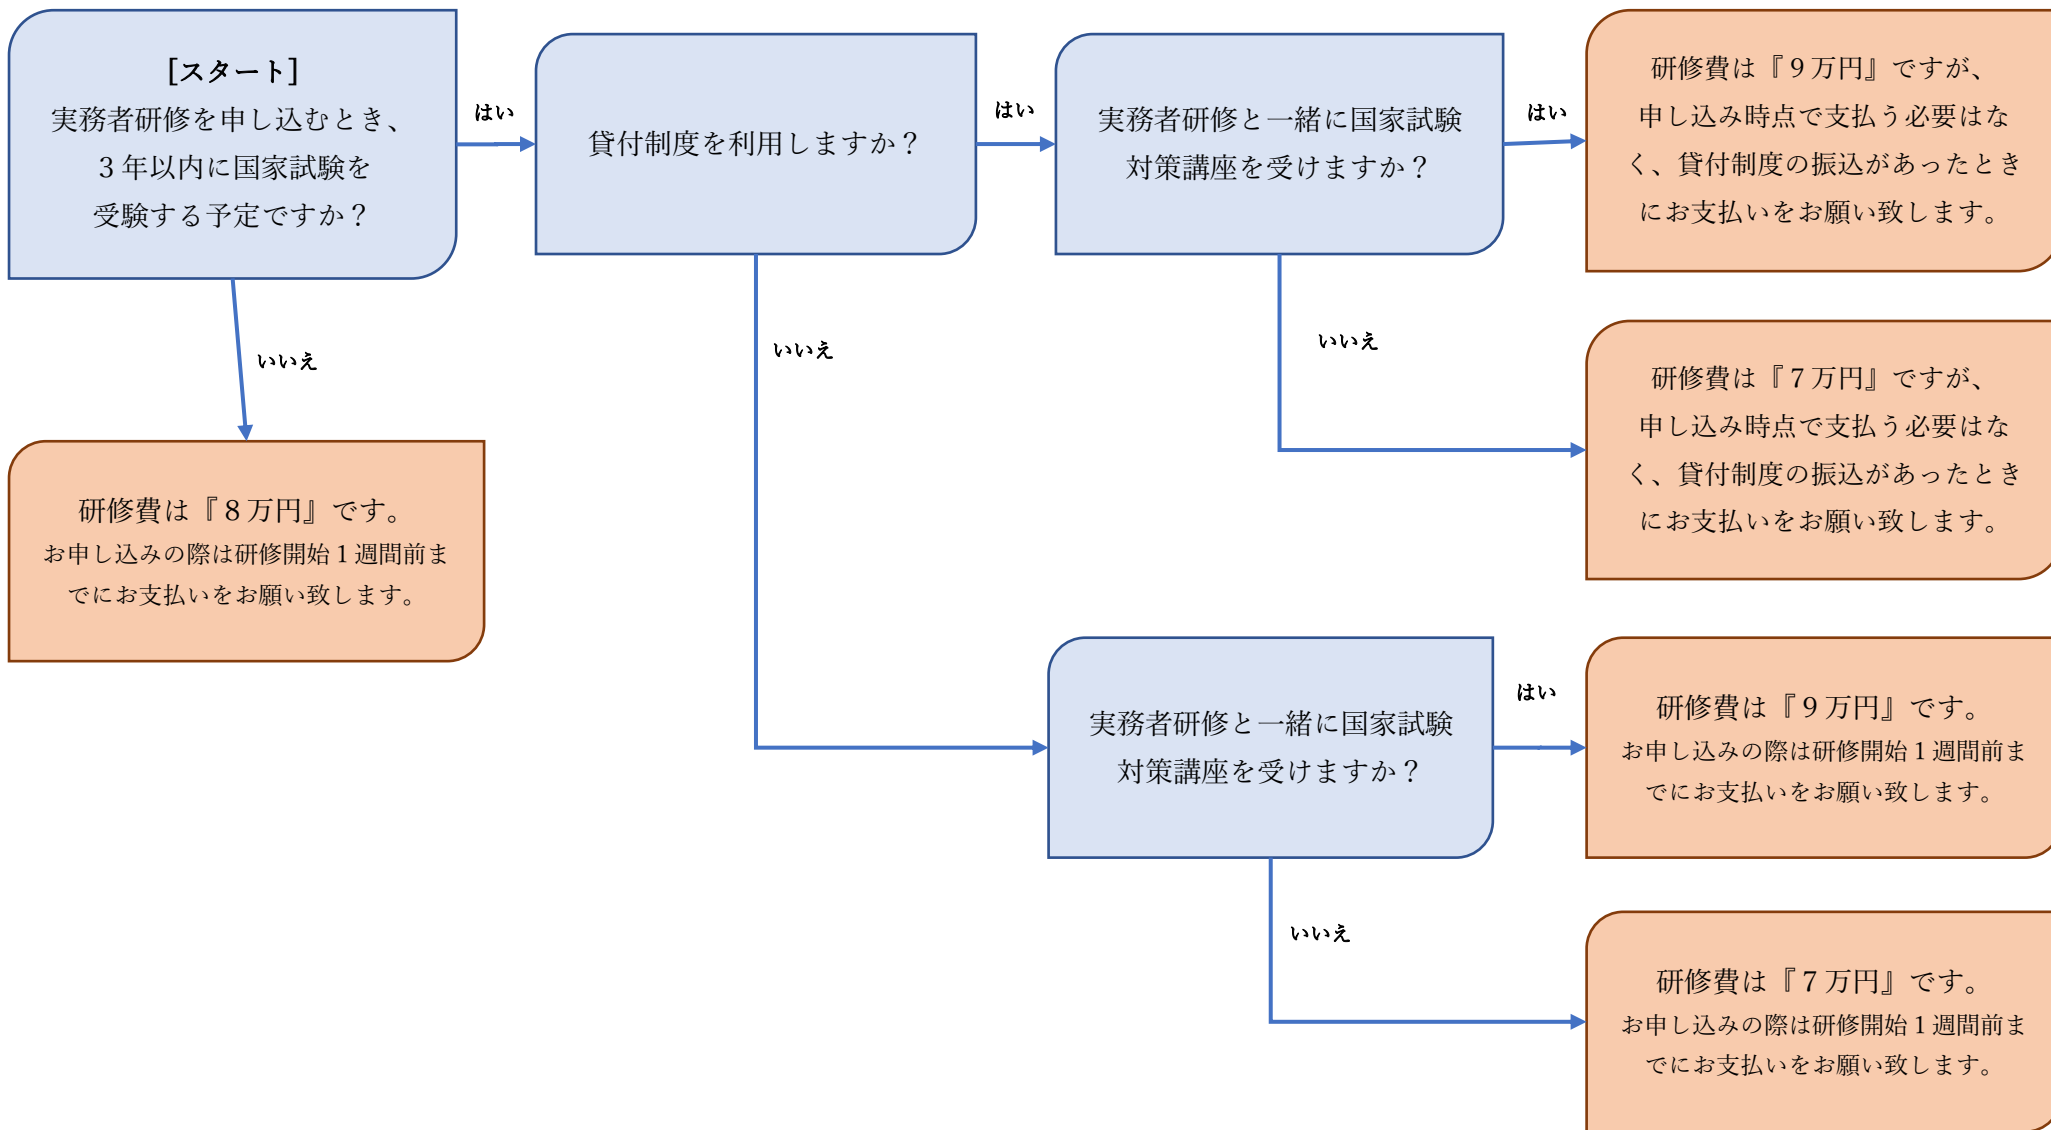 [スタート]
実務者研修を申し込むとき、
３年以内に国家試験を
受験する予定ですか？
はい
貸付制度を利用しますか？
はい
実務者研修と一緒に国家試験
対策講座を受けますか？
はい
研修費は『９万円』ですが、
申し込み時点で支払う必要はな
く、貸付制度の振込があったとき
にお支払いをお願い致します。
いいえ
いいえ
いいえ
研修費は『７万円』ですが、
申し込み時点で支払う必要はな
く、貸付制度の振込があったとき
にお支払いをお願い致します。
研修費は『８万円』です。
お申し込みの際は研修開始１週間前ま
でにお支払いをお願い致します。
実務者研修と一緒に国家試験
対策講座を受けますか？
はい
研修費は『９万円』です。
お申し込みの際は研修開始１週間前ま
でにお支払いをお願い致します。
いいえ
研修費は『７万円』です。
お申し込みの際は研修開始１週間前ま
でにお支払いをお願い致します。